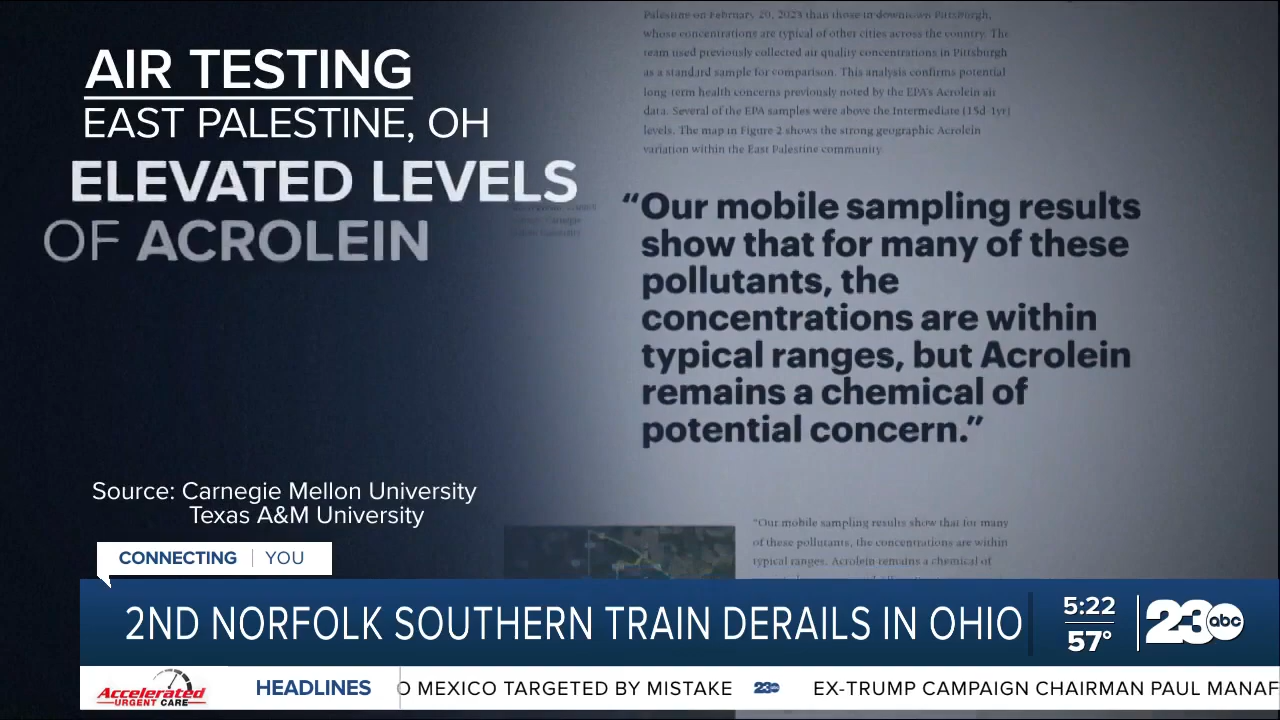 AIR TESTING
EAST PALESTINE, OH
ELEVATED LEVELS
OF ACROLEIN
Palestine on February 20, 2023 than those in downtown Pittsburgh,
whose concentrations are typical of other cities across the country. The
team used previously collected air quality concentrations in Pittsburgh
as a standard sample for comparison. This analysis confirms potential
long-term health concerns previously noted by the EPA's Acrolein air
data. Several of the EPA samples were above the Intermediate (15d-1yr)
levels. The map in Figure 2 shows the strong geographic Acrolein
variation within the East Palestine community.
“Our mobile sampling results
show that for many of these
pollutants, the
concentrations are within
typical ranges, but Acrolein
remains a chemical of
potential concern.”
Source: Carnegie Mellon University
Texas A&M University
"Our mobile sampling results show that for many
of these pollutants, the concentrations are within
typical ranges. Acrolein remains a chemical of
CONNECTING | YOU
2ND NORFOLK SOUTHERN TRAIN DERAILS IN OHIO
5:22
57°
23 abc
Accelerated
URGENT CARE
HEADLINES
O MEXICO TARGETED BY MISTAKE 23 EX-TRUMP CAMPAIGN CHAIRMAN PAUL MANAF